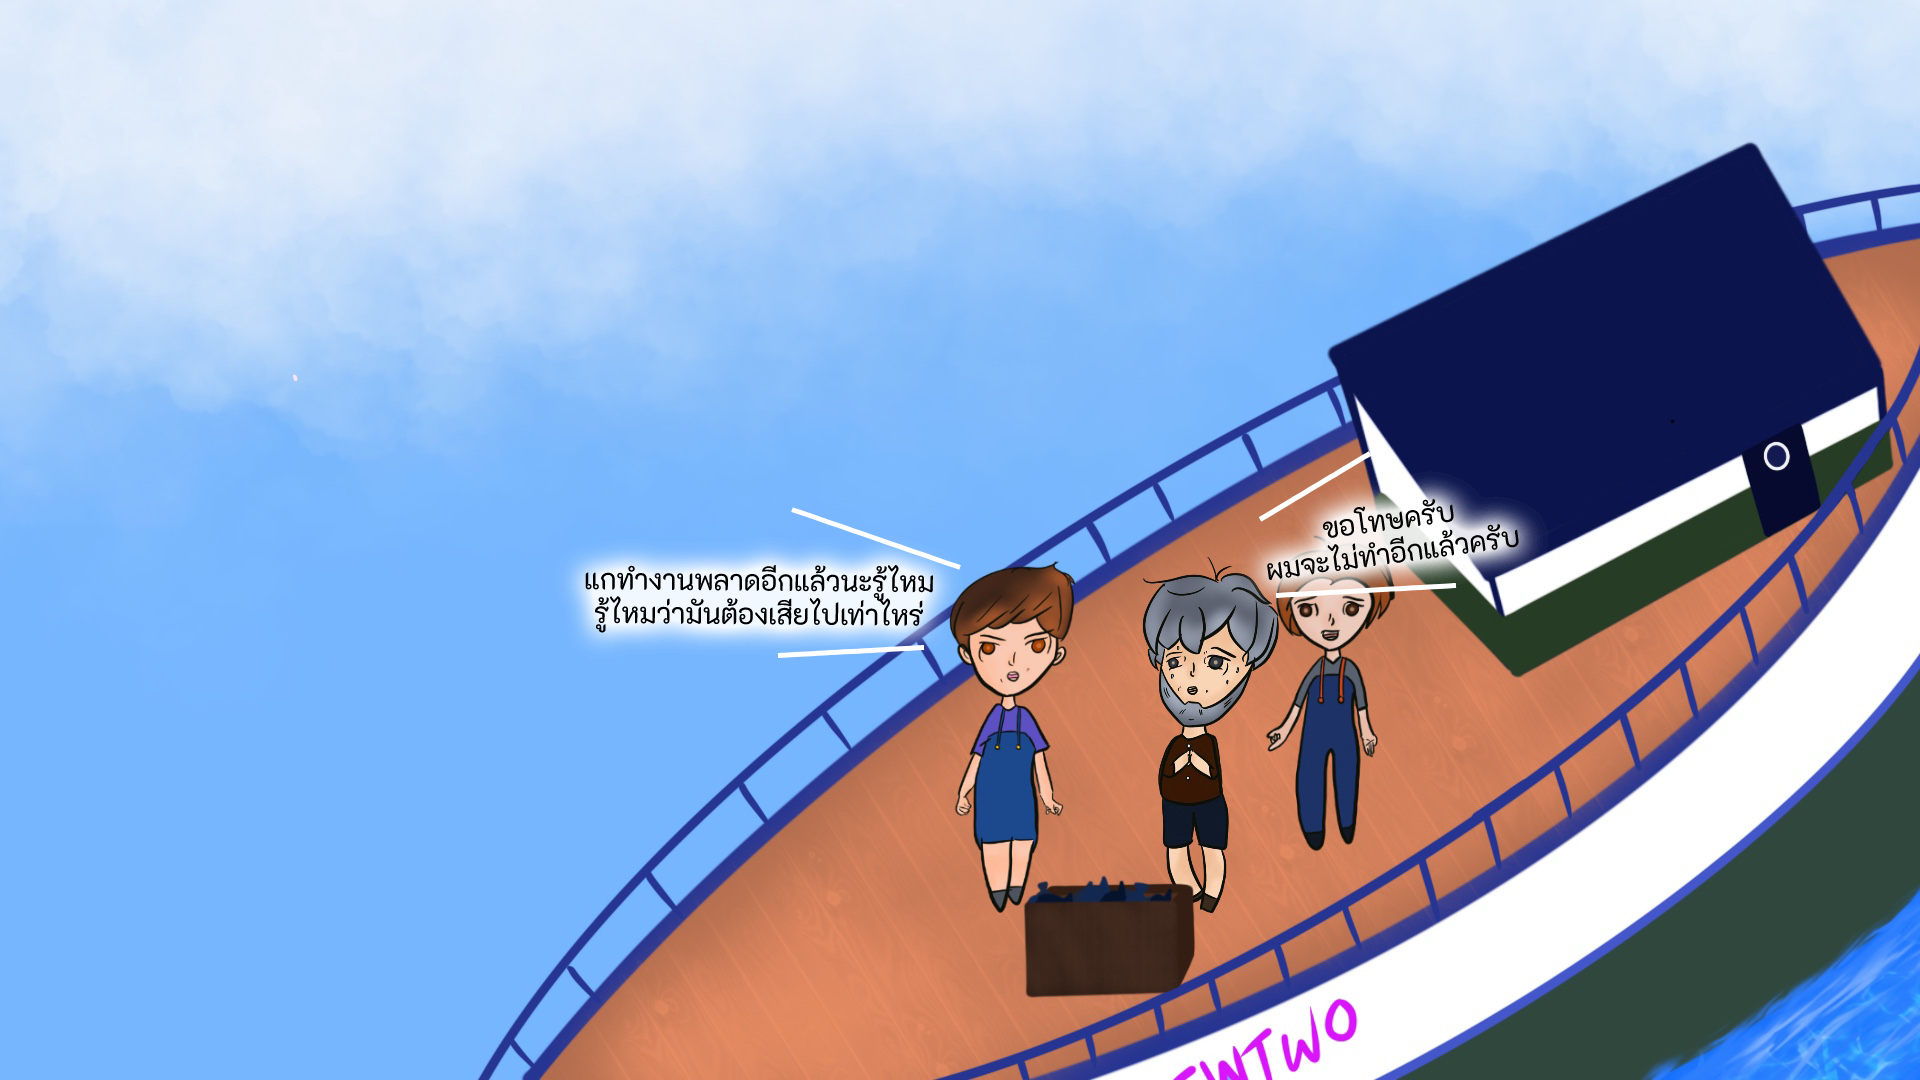 แกทำงานพลาดอีกแล้วนะรู้ไหม
รู้ไหมว่ามันต้องเสียไปเท่าไหร่
ขอโทษครับ
ผมจะไม่ทำอีกแล้วครับ